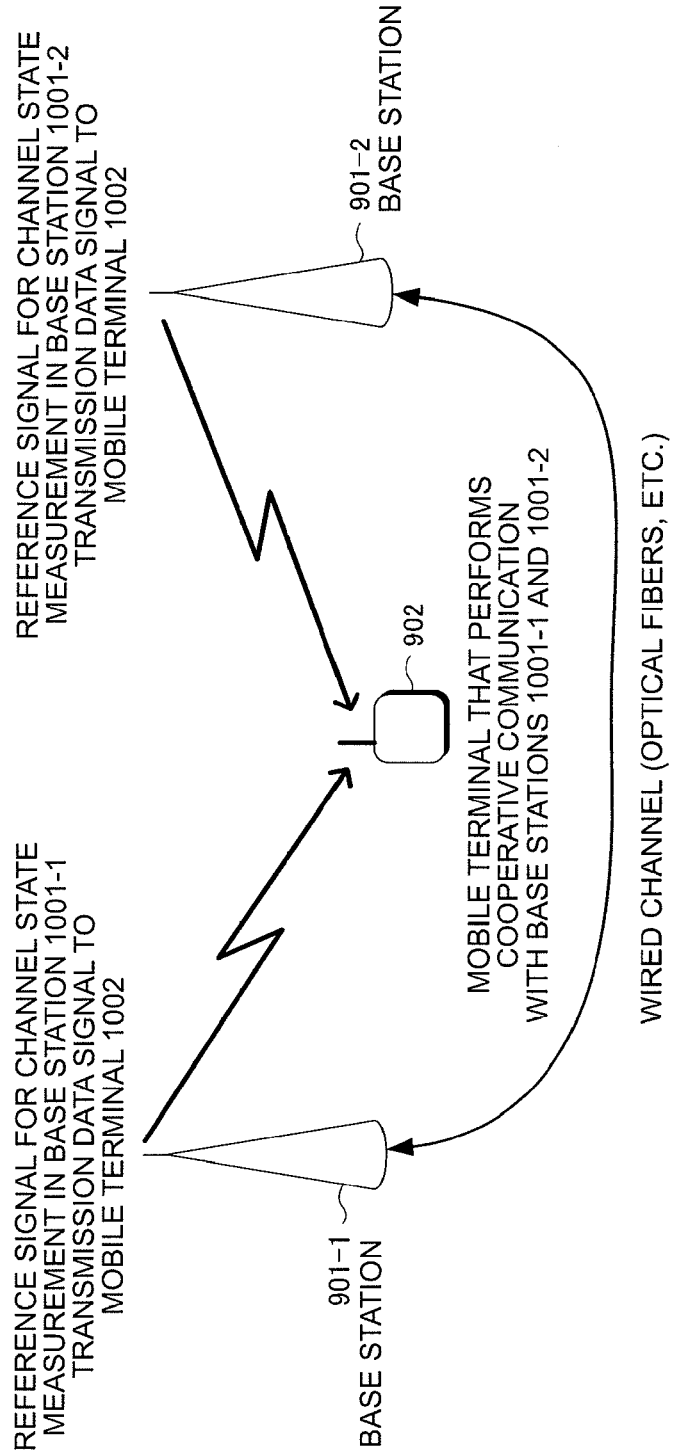 REFERENCE SIGNAL FOR CHANNEL STATE
MEASUREMENT IN BASE STATION 1001-1
TRANSMISSION DATA SIGNAL TO
MOBILE TERMINAL 1002
REFERENCE SIGNAL FOR CHANNEL STATE
MEASUREMENT IN BASE STATION 1001-2
TRANSMISSION DATA SIGNAL TO
MOBILE TERMINAL 1002
901-1
BASE STATION
902
901-2
BASE STATION
MOBILE TERMINAL THAT PERFORMS
COOPERATIVE COMMUNICATION
WITH BASE STATIONS 1001-1 AND 1001-2
WIRED CHANNEL (OPTICAL FIBERS, ETC.)